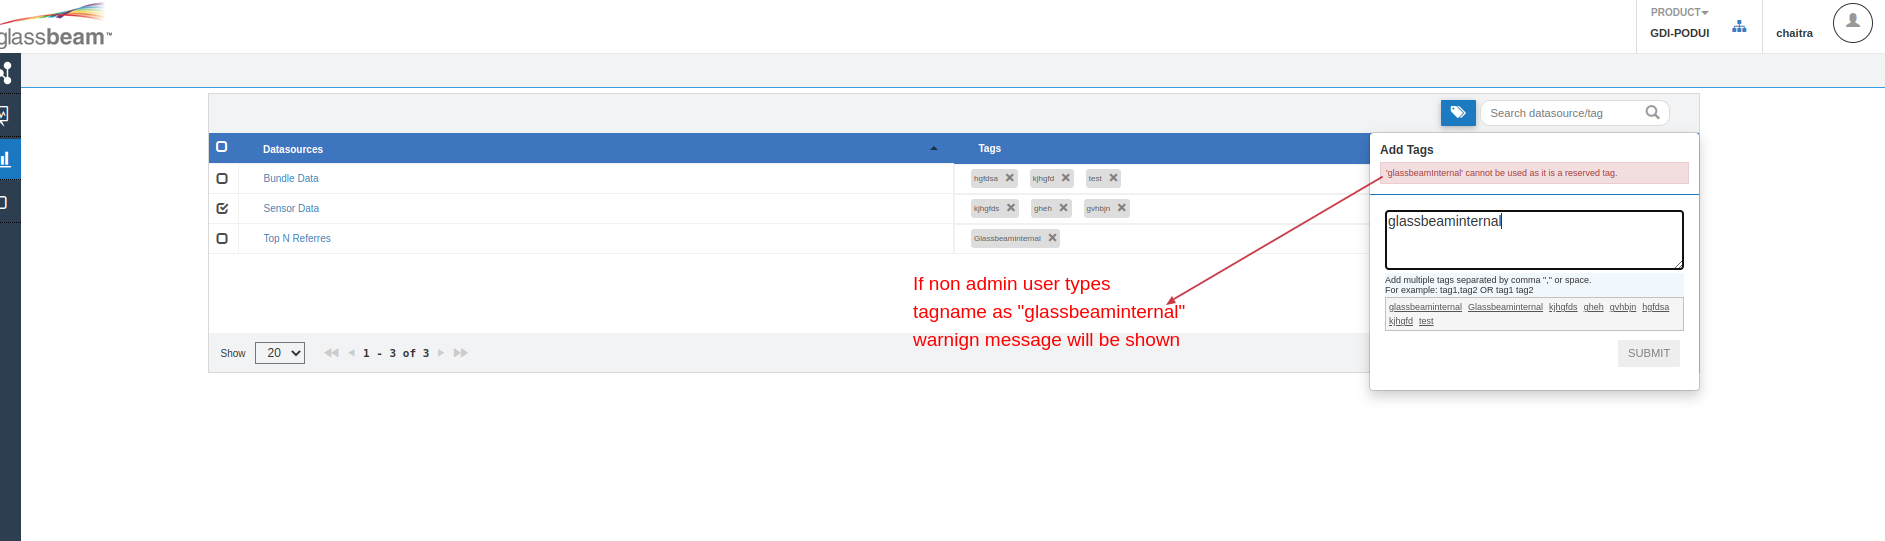 glassbeam™
PRODUCT
GDI-PODUI
chaitra
Search datasource/tag
Datasources
Tags
Bundle Data
hgfdsa
kjhgfd
test
Sensor Data
kjhgfds
gheh
gvhbjn
Top N Referres
Glassbeaminternal
Show
20
1 - 3 of 3
Add Tags
'glassbeamInternal' cannot be used as it is a reserved tag.
glassbeaminternal
Add multiple tags separated by comma "," or space.
For example: tag1,tag2 OR tag1 tag2
glassbeaminternal Glassbeaminternal kjhgfds gheh gvhbjn hgfdsa
kjhgfd test
SUBMIT
If non admin user types
tagname as "glassbeaminternal"
warnign message will be shown